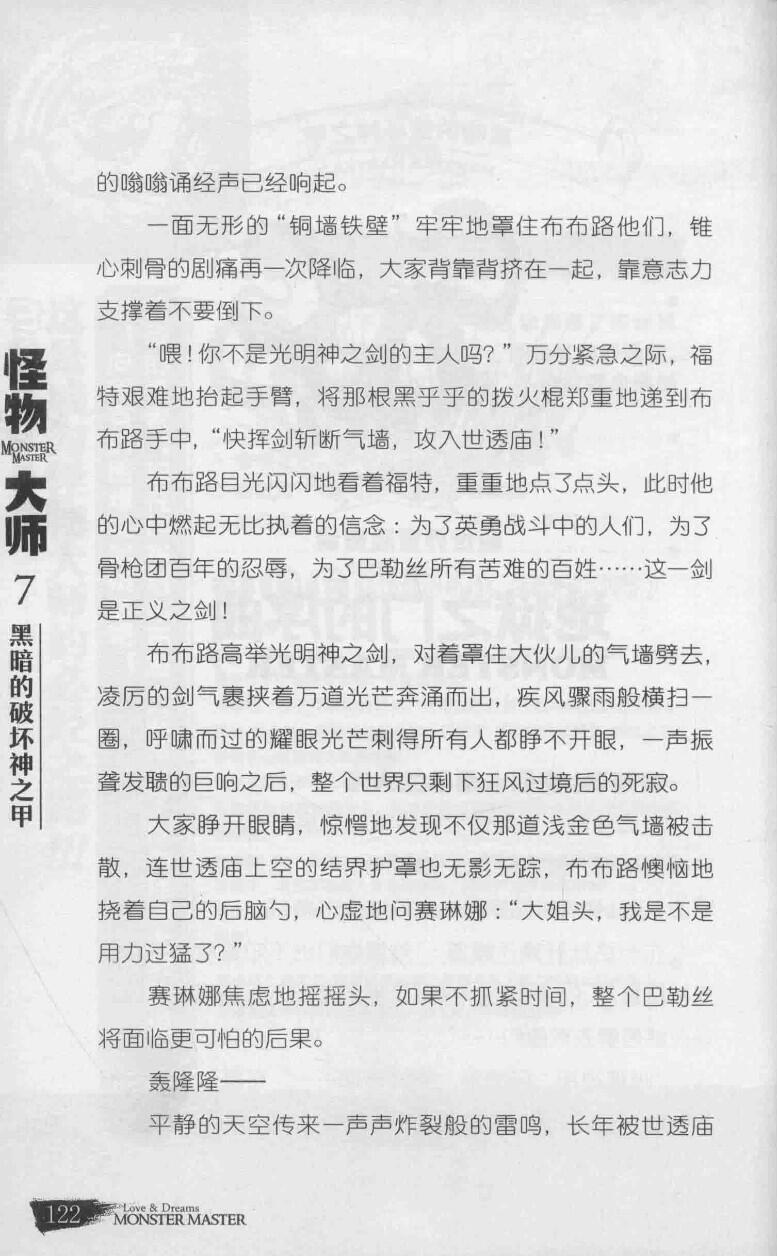 的嗡嗡诵经声已经响起。
一面无形的“铜墙铁壁”牢牢地罩住布布路他们，锥
心刺骨的剧痛再一次降临，大家背靠背挤在一起，靠意志力
支撑着不要倒下。
“喂！你不是光明神之剑的主人吗？”万分紧急之际，福
特艰难地抬起手臂，将那根黑乎乎的拨火棍郑重地递到布
布路手中，“快挥剑斩断气墙，攻入世透庙！”
布布路目光闪闪地看着福特，重重地点了点头，此时他
的心中燃起无比执着的信念：为了英勇战斗中的人们，为了
骨枪团百年的忍辱，为了巴勒丝所有苦难的百姓……这一剑
是正义之剑！
布布路高举光明神之剑，对着罩住大伙儿的气墙劈去，
凌厉的剑气裹挟着万道光芒奔涌而出，疾风骤雨般横扫一
圈，呼啸而过的耀眼光芒刺得所有人都睁不开眼，一声振
聋发聩的巨响之后，整个世界只剩下狂风过境后的死寂。
大家睁开眼睛，惊愕地发现不仅那道浅金色气墙被击
散，连世透庙上空的结界护罩也无影无踪，布布路懊恼地
挠着自己的后脑勺，心虚地问赛琳娜：“大姐头，我是不是
用力过猛了？”
赛琳娜焦虑地摇摇头，如果不抓紧时间，整个巴勒丝
将面临更可怕的后果。
轰隆隆——
平静的天空传来一声声炸裂般的雷鸣，长年被世透庙
怪物
MONSTER
MASTER
大师
7
黑暗的破坏神之甲
122
Love & Dreams
MONSTER MASTER